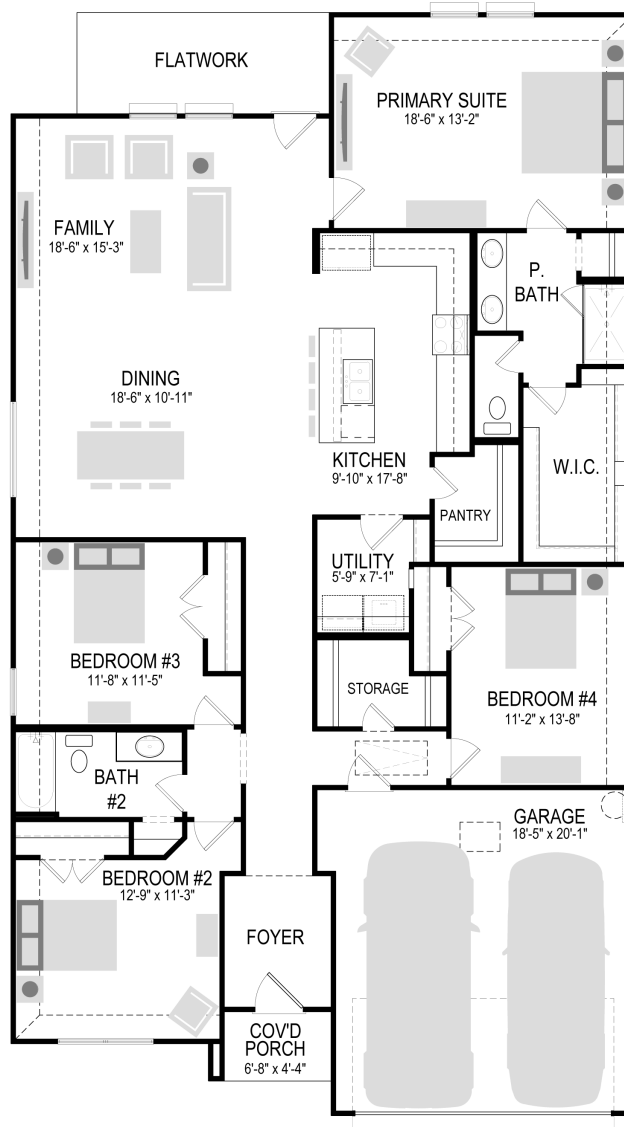 FLATWORK
PRIMARY SUITE
18'-6" x 13'-2"
FAMILY
18'-6" x 15'-3"
P.
BATH
DINING
18'-6" x 10'-11"
KITCHEN
9'-10" x 17'-8"
W.I.C.
PANTRY
UTILITY
5'-9" x 7'-1"
BEDROOM #3
11'-8" x 11'-5"
STORAGE
BEDROOM #4
11'-2" x 13'-8"
BATH
#2
GARAGE
18'-5" x 20'-1"
BEDROOM #2
12'-9" x 11'-3"
FOYER
COV'D
PORCH
6'-8" x 4'-4"